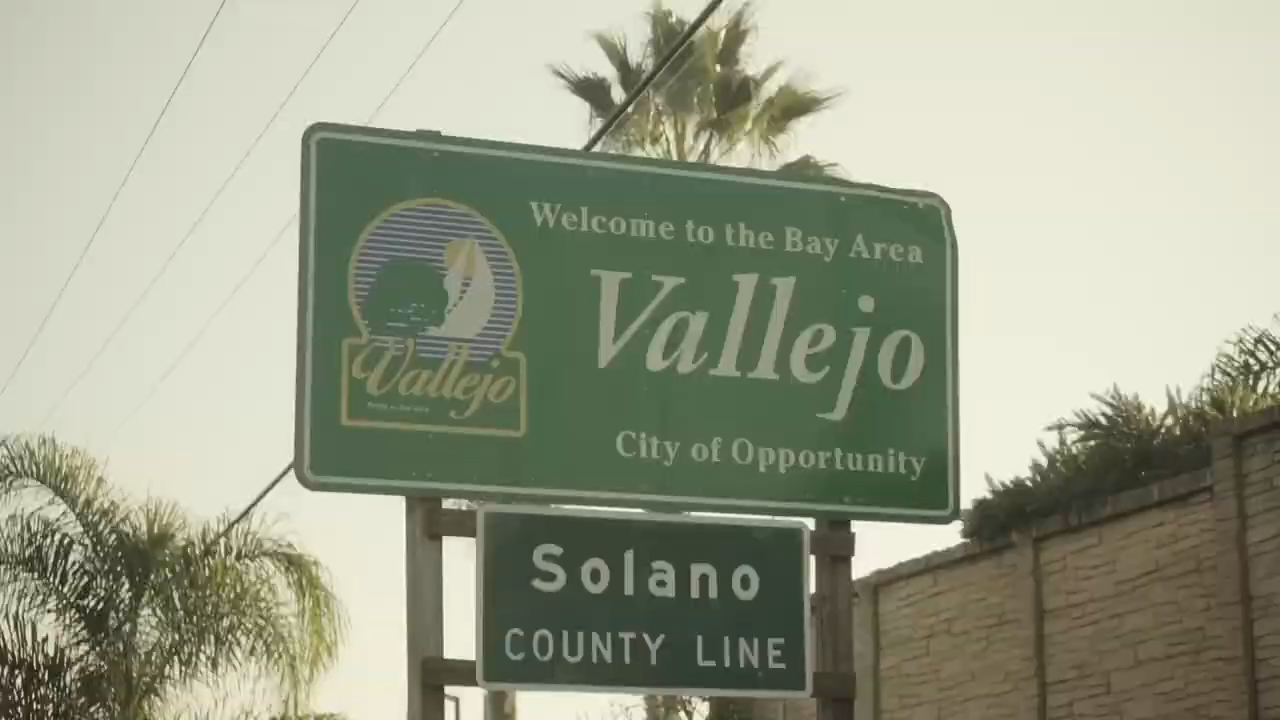 Welcome to the Bay Area
Vallejo
City of Opportunity
Vallejo
Solano
COUNTY LINE